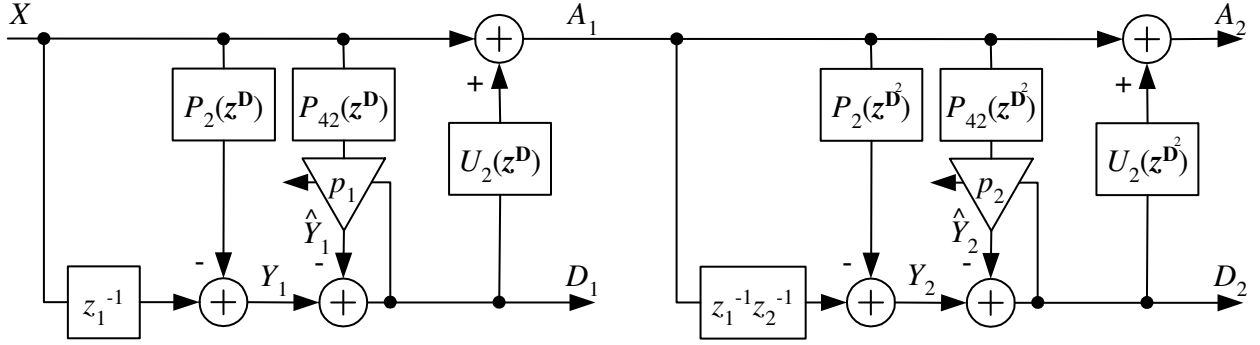 X A₁ A₂
+ +
+ +
P₂(z^D) P₄₂(z^D) P₂(z^D²) P₄₂(z^D²)
U₂(z^D) U₂(z^D²)
p₁ p₂
Ŷ₁ Ŷ₂
- - - -
z₁⁻¹ + Y₁ + D₁ z₁⁻¹z₂⁻¹ + Y₂ + D₂